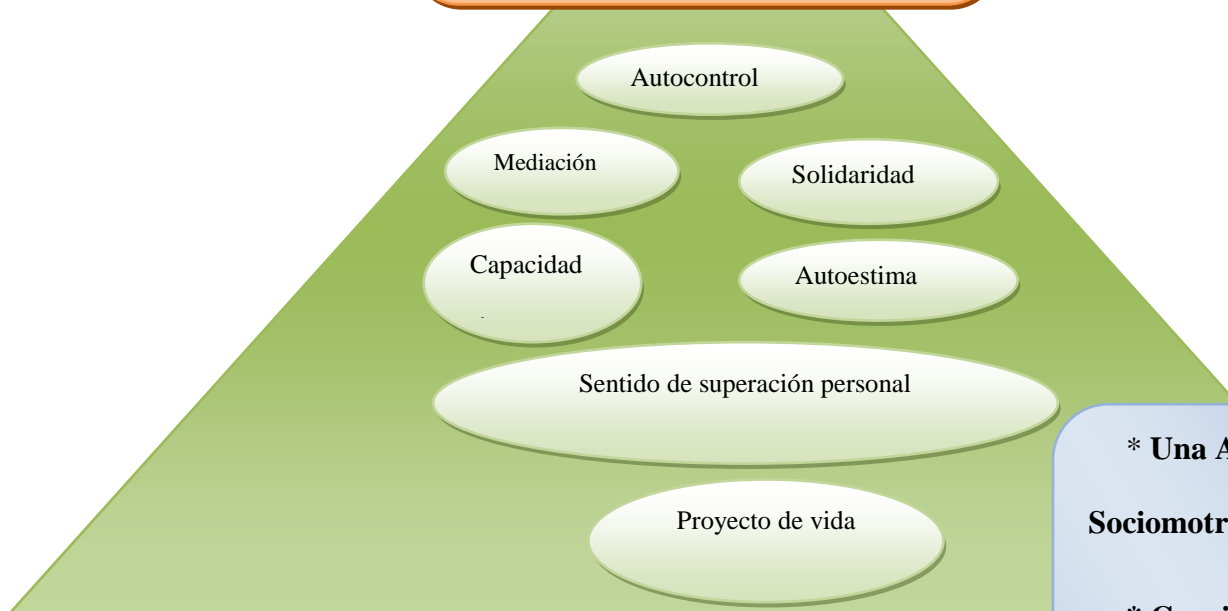 Autocontrol
Mediación
Solidaridad
Capacidad
Autoestima
Sentido de superación personal
Proyecto de vida
* Una
Sociomotr
*